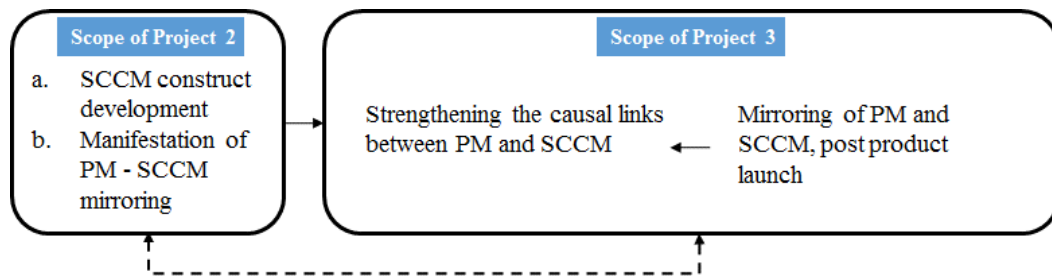 Scope of Project 2
a. SCCM construct
development
b. Manifestation of
PM - SCCM
mirroring
Scope of Project 3
Strengthening the causal links
between PM and SCCM
Mirroring of PM and
SCCM, post product
launch